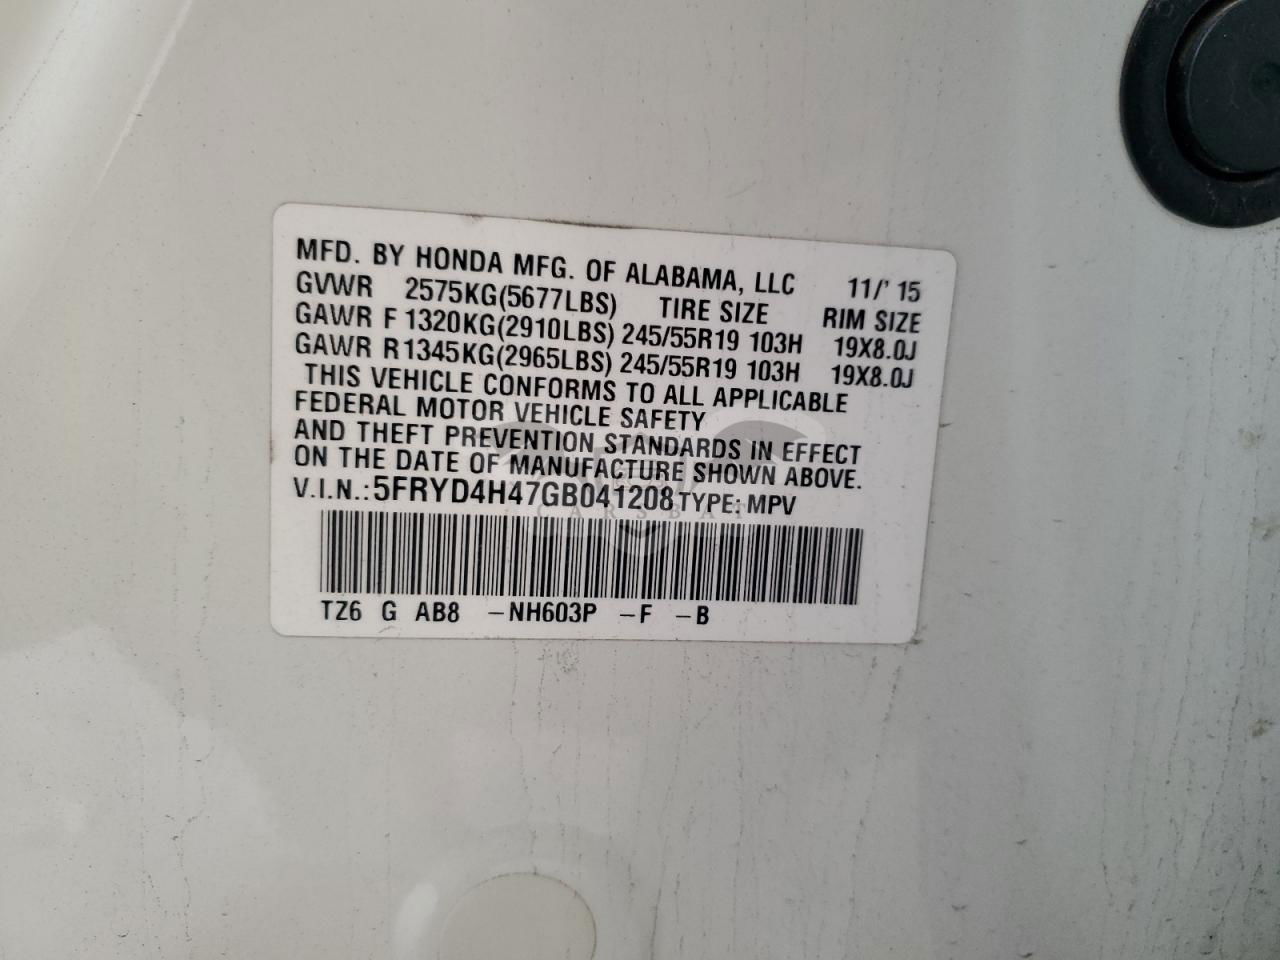 MFD. BY HONDA MFG. OF ALABAMA, LLC 11/' 15
GVWR 2575KG(5677LBS) TIRE SIZE RIM SIZE
GAWR F 1320KG(2910LBS) 245/55R19 103H 19X8.0J
GAWR R 1345KG(2965LBS) 245/55R19 103H 19X8.0J
THIS VEHICLE CONFORMS TO ALL APPLICABLE
FEDERAL MOTOR VEHICLE SAFETY
AND THEFT PREVENTION STANDARDS IN EFFECT
ON THE DATE OF MANUFACTURE SHOWN ABOVE.
V.I.N.:5FRYD4H47GB041208 TYPE: MPV
CARSBAT
TZ6 G AB8 -NH603P -F -B